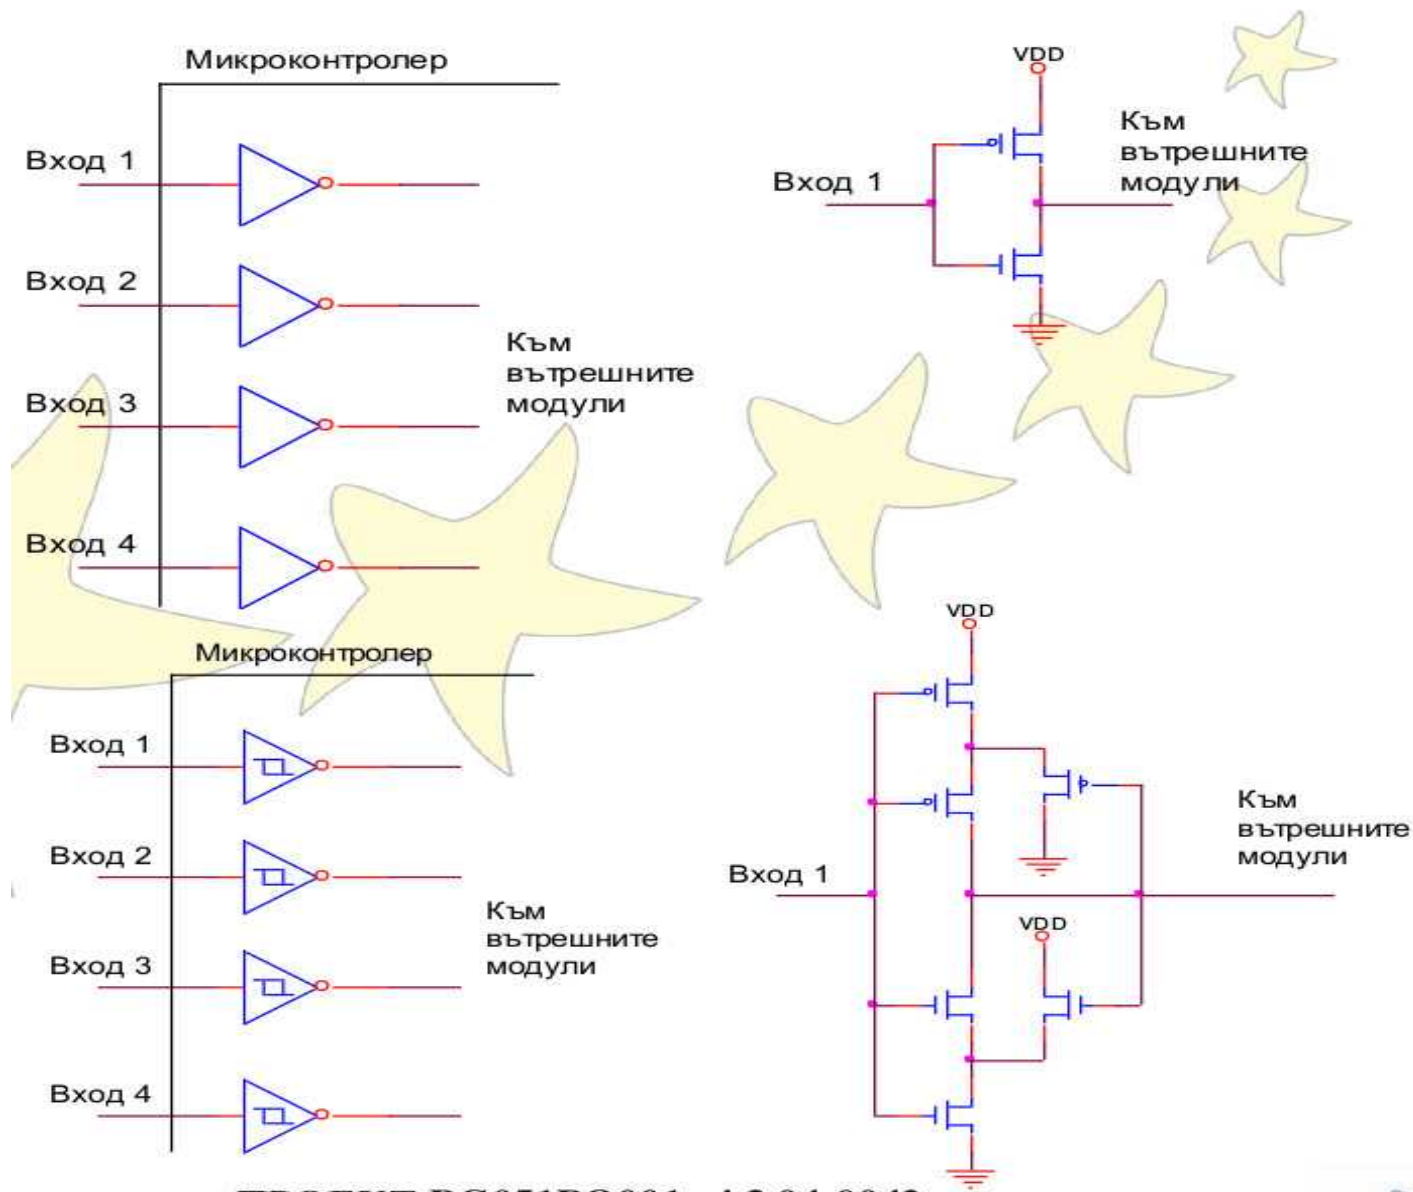 Микроконтролер
Вход 1
Вход 2
Вход 3
Вход 4
Към
вътрешните
модули
VDD
Вход 1
Към
вътрешните
модули
Микроконтролер
Вход 1
Вход 2
Вход 3
Вход 4
Към
вътрешните
модули
VDD
Вход 1
VDD
Към
вътрешните
модули